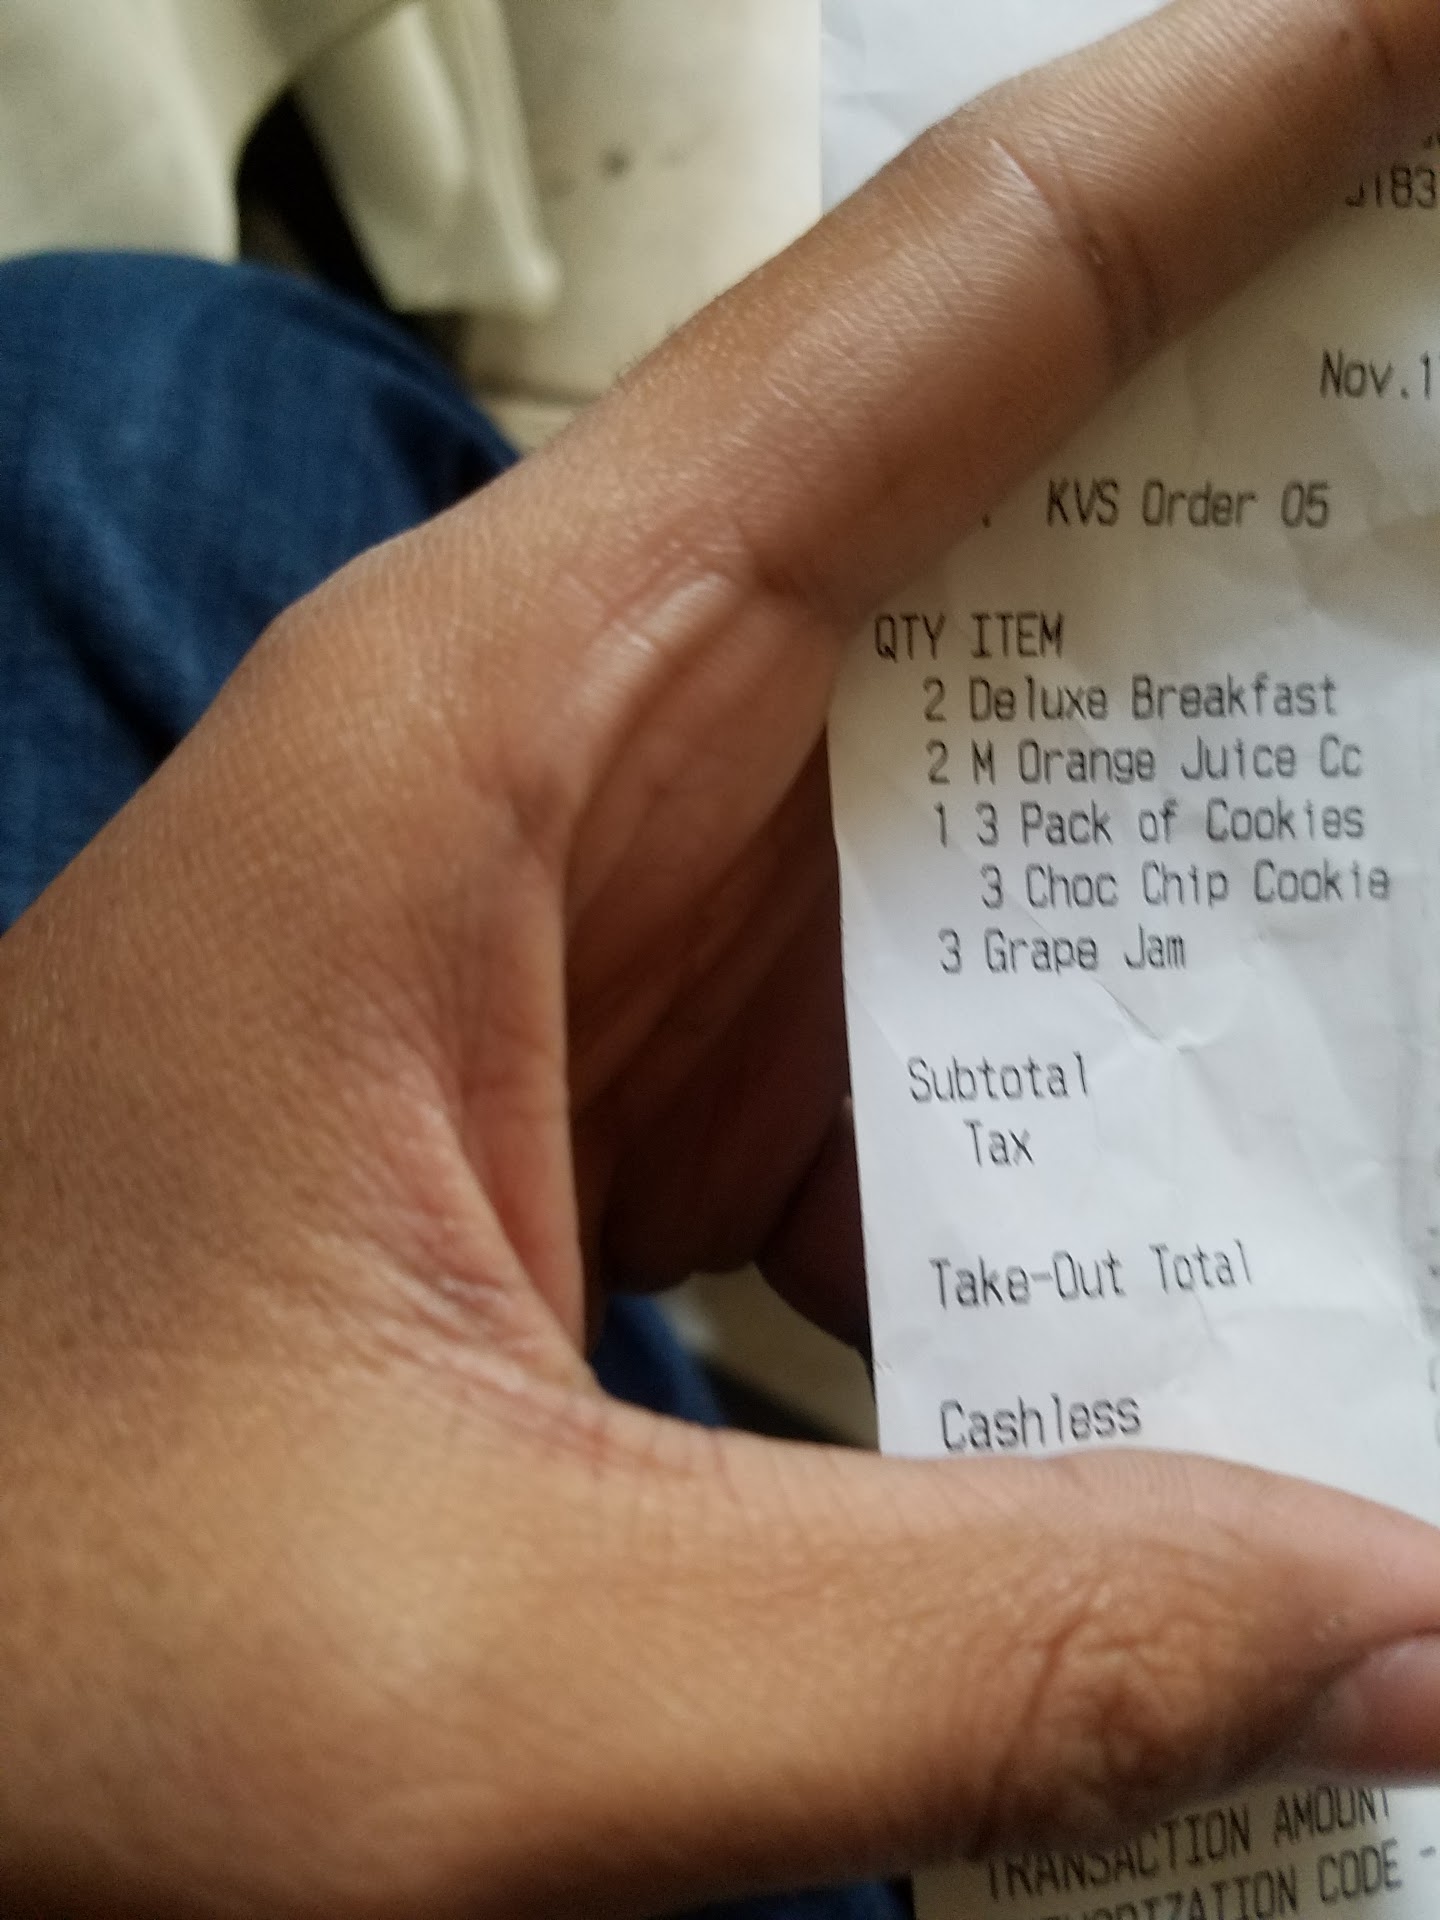 Nov.1
KVS Order 05
QTY ITEM
2 Deluxe Breakfast
2 M Orange Juice Cc
1 3 Pack of Cookies
3 Choc Chip Cookie
3 Grape Jam
Subtotal
Tax
Take-Out Total
Cashless
TRANSACTION AMOUNT
CODE -